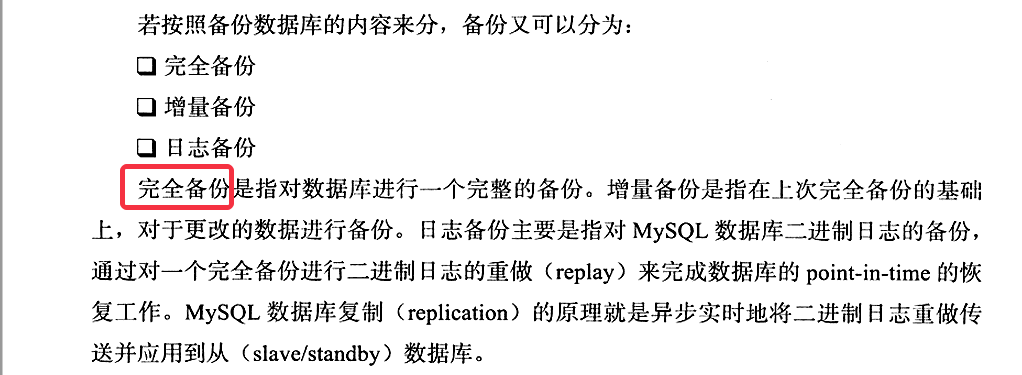 若按照备份数据库的内容来分，备份又可以分为：
❏ 完全备份
❏ 增量备份
❏ 日志备份
完全备份是指对数据库进行一个完整的备份。增量备份是指在上次完全备份的基础
上，对于更改的数据进行备份。日志备份主要是指对 MySQL 数据库二进制日志的备份，
通过对一个完全备份进行二进制日志的重做（replay）来完成数据库的 point-in-time 的恢
复工作。MySQL 数据库复制（replication）的原理就是异步实时地将二进制日志重做传
送并应用到从（slave/standby）数据库。